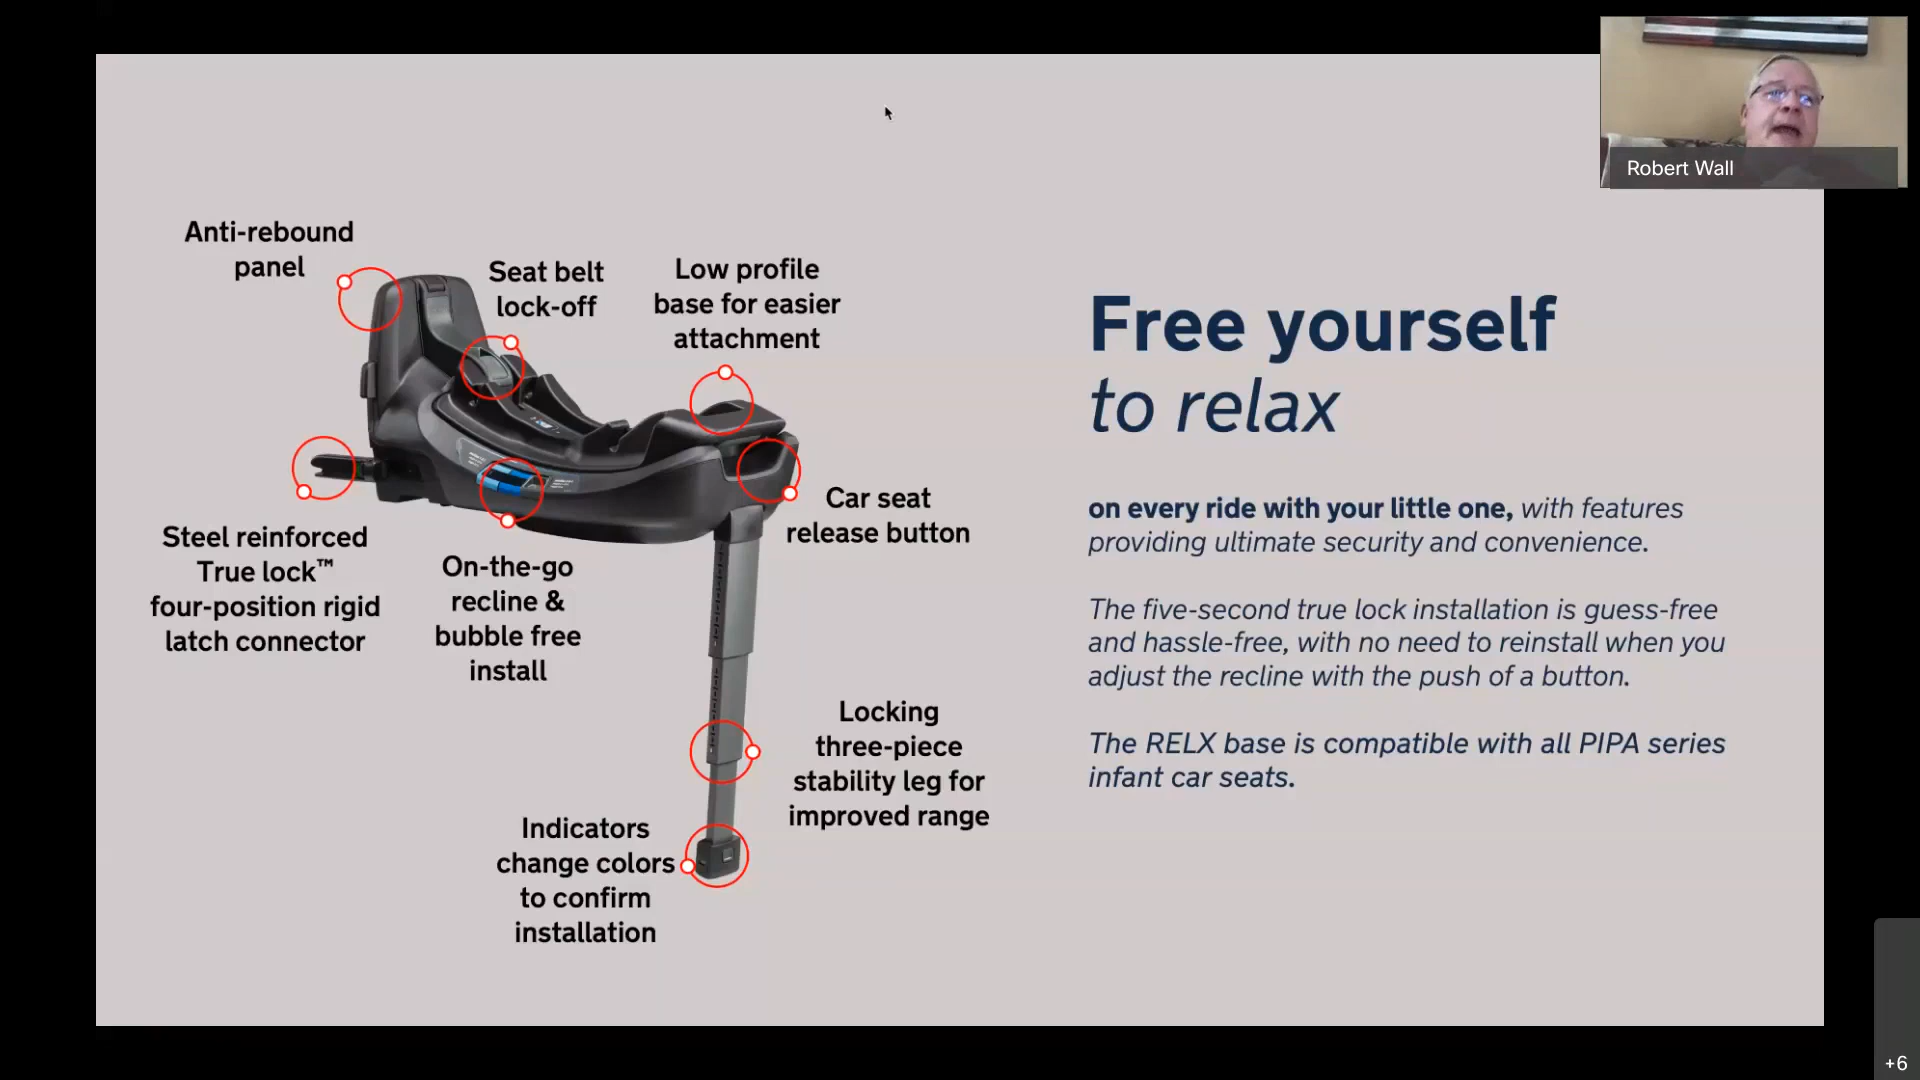 Robert Wall
Anti-rebound
panel
Seat belt
lock-off
Low profile
base for easier
attachment
Steel reinforced
True lock™
four-position rigid
latch connector
On-the-go
recline &
bubble free
install
Car seat
release button
Locking
three-piece
stability leg for
improved range
Indicators
change colors
to confirm
installation
Free yourself
to relax
on every ride with your little one, with features
providing ultimate security and convenience.
The five-second true lock installation is guess-free
and hassle-free, with no need to reinstall when you
adjust the recline with the push of a button.
The RELX base is compatible with all PIPA series
infant car seats.
+6